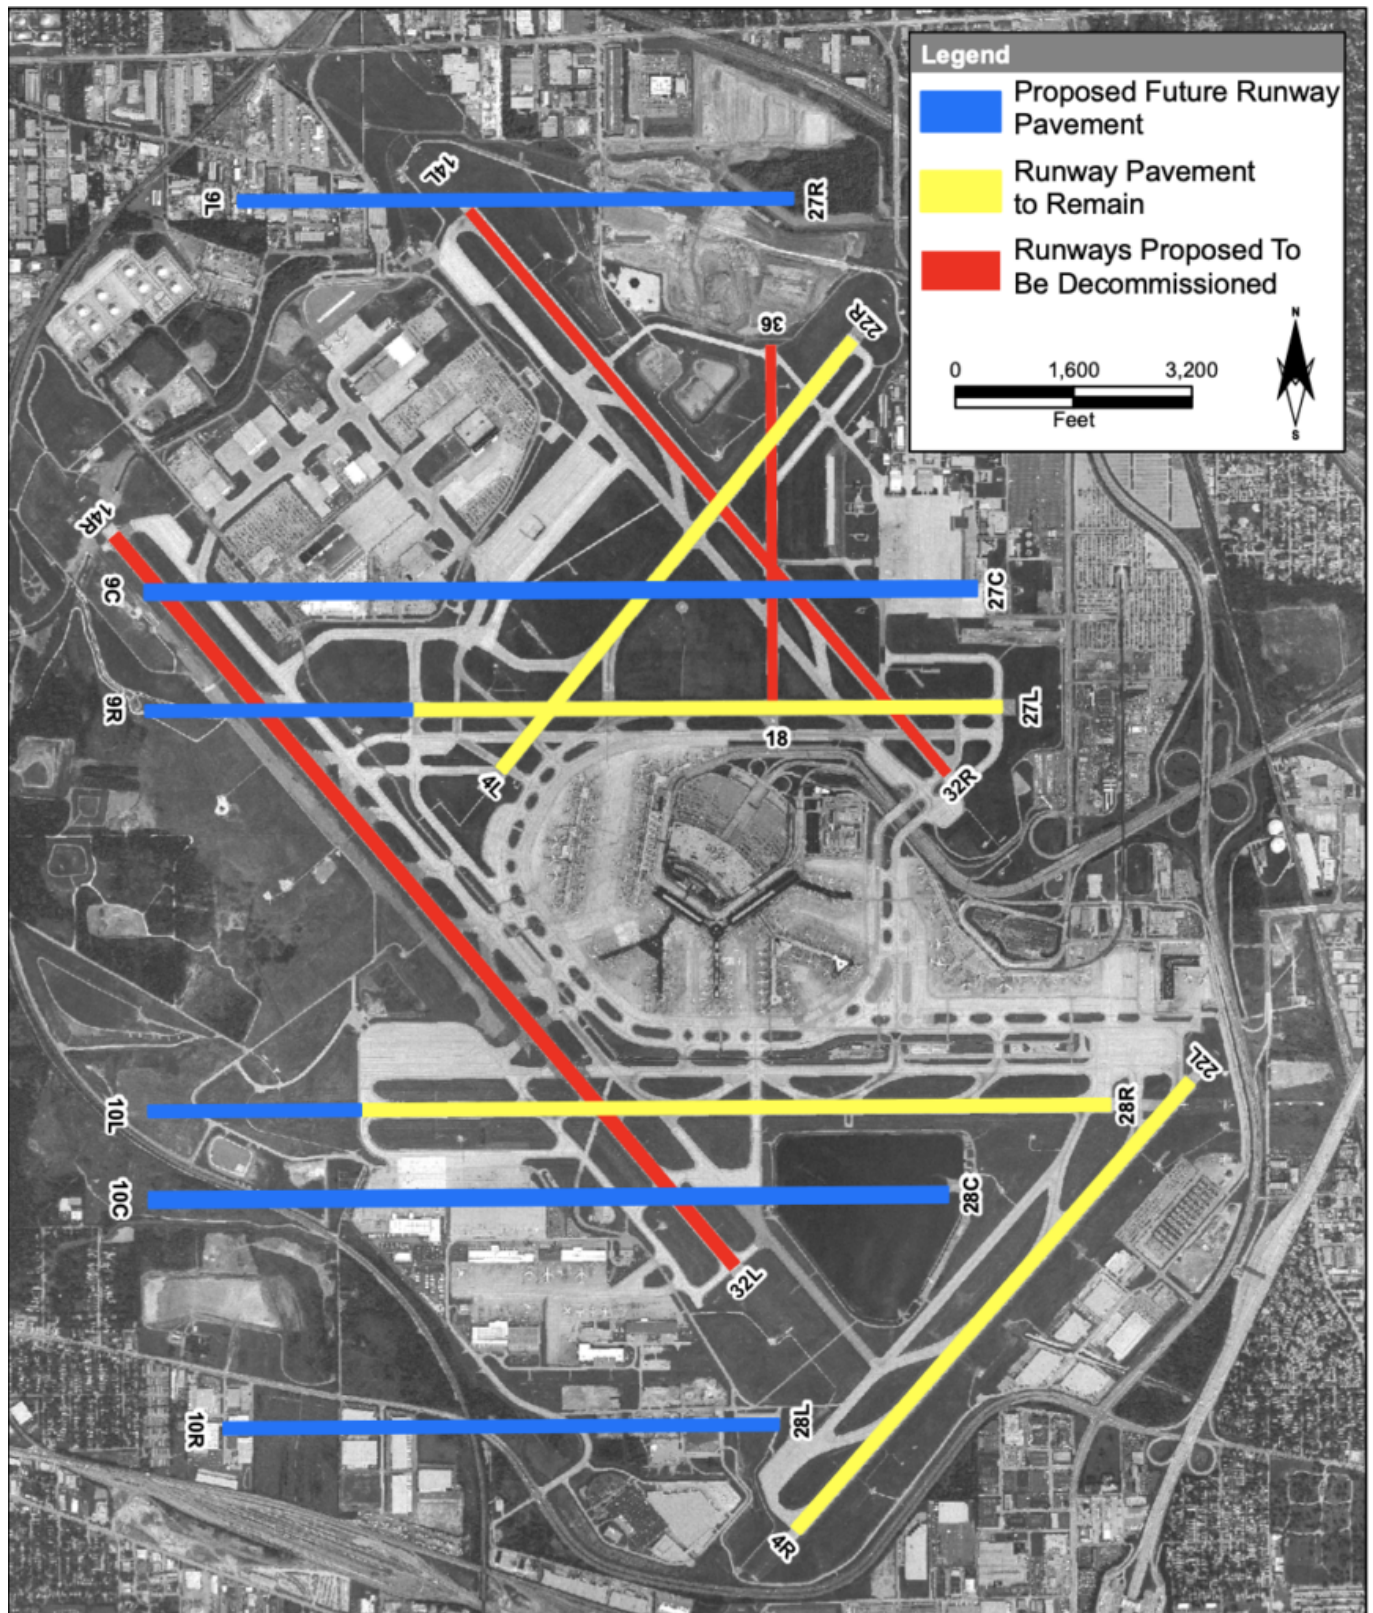 Legend
Proposed Future Runway
Pavement
Runway Pavement
to Remain
Runways Proposed To
Be Decommissioned
N
0 1,600 3,200
Feet
S
14L
9L
27R
36
22R
14R
9C
27C
9R
27L
18
4L
32R
22L
10L
28R
10C
28C
32L
10R
28L
4R